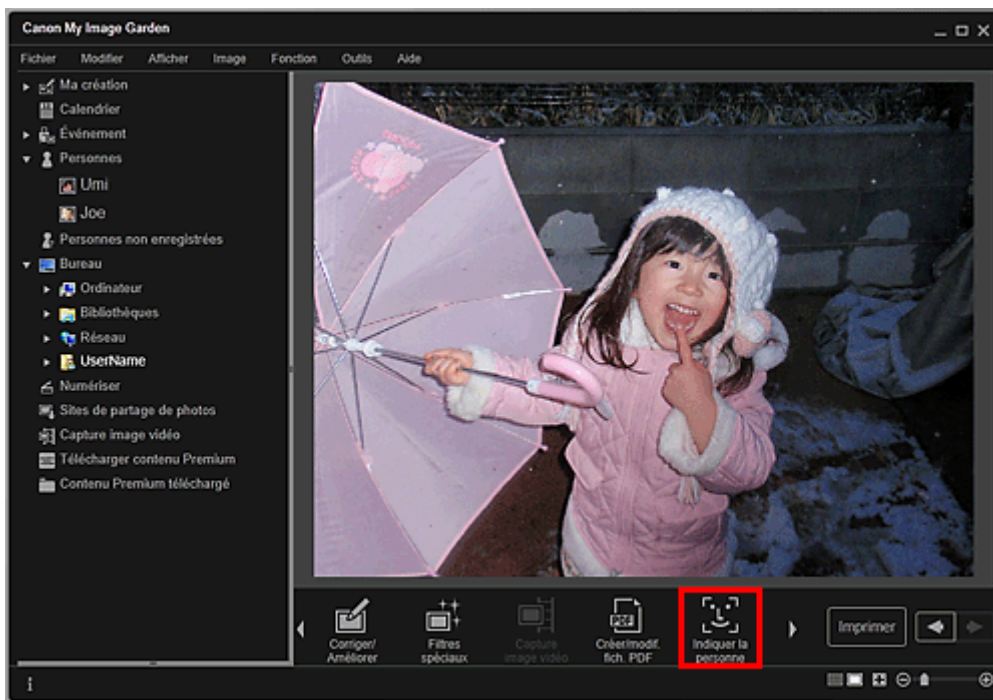 Canon My Image Garden
Fichier Modifier Afficher Image Fonction Outils Aide
Ma création
Calendrier
Événement
Personnes
Umi
Joe
Personnes non enregistrées
Bureau
Ordinateur
Bibliothèques
Réseau
UserName
Numériser
Sites de partage de photos
Capture image vidéo
Télécharger contenu Premium
Contenu Premium téléchargé
Corriger/
Améliorer
Filtres
spéciaux
Capture
image vidéo
PDF
Créer/modif.
fich. PDF
Indiquer la
personne
Imprimer